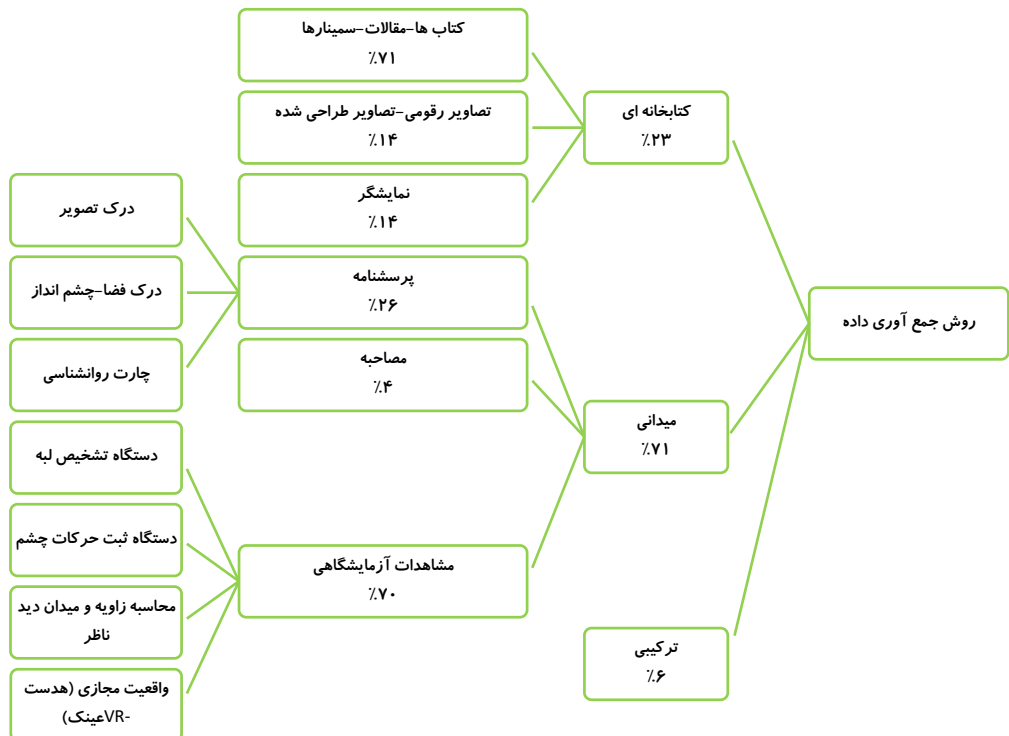 روش جمع آوری داده
کتابخانه ای
٪۲۳
کتاب ها-مقالات-سمینارها
٪۷۱
تصاویر رقومی-تصاویر طراحی شده
٪۱۴
نمایشگر
٪۱۴
میدانی
٪۷۱
پرسشنامه
٪۲۶
درک تصویر
درک فضا-چشم انداز
چارت روانشناسی
مصاحبه
٪۴
مشاهدات آزمایشگاهی
٪۷۰
دستگاه تشخیص لبه
دستگاه ثبت حرکات چشم
محاسبه زاویه و میدان دید
ناظر
واقعیت مجازی (هدست
-VRعینک)
ترکیبی
٪۶